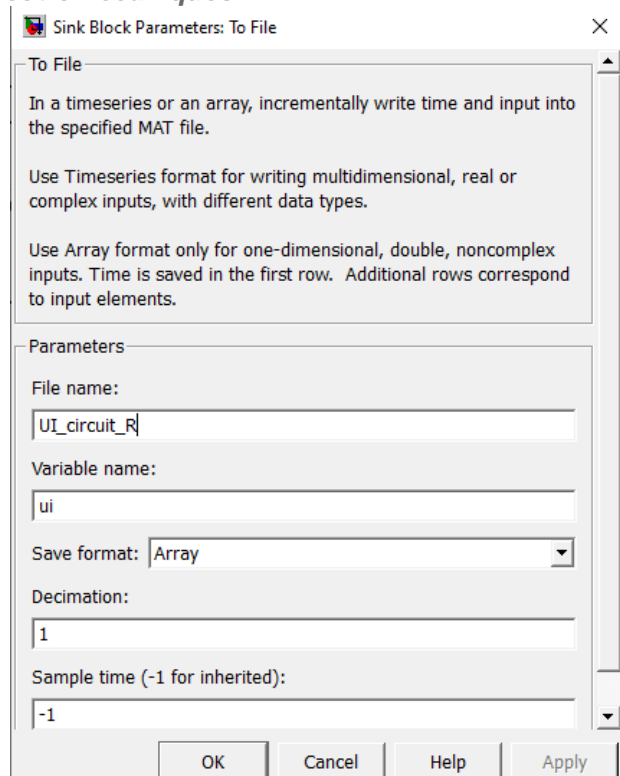 Sink Block Parameters: To File
To File
In a timeseries or an array, incrementally write time and input into
the specified MAT file.
Use Timeseries format for writing multidimensional, real or
complex inputs, with different data types.
Use Array format only for one-dimensional, double, noncomplex
inputs. Time is saved in the first row. Additional rows correspond
to input elements.
Parameters
File name:
UI_circuit_R
Variable name:
ui
Save format: Array
Decimation:
1
Sample time (-1 for inherited):
-1
OK Cancel Help Apply